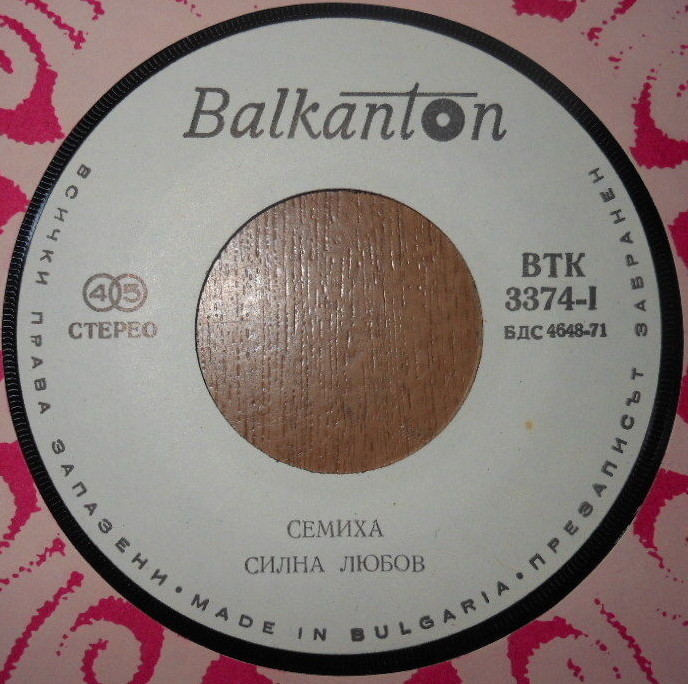 Balkanton
45
СТЕРЕО
ВТК
3374-I
БДС 4648-71
СЕМИХА
СИЛНА ЛЮБОВ
ВСИЧКИ ПРАВА ЗАПАЗЕНИ • MADE IN BULGARIA • ПРЕЗАПИСЪТ ЗАБРАНЕН